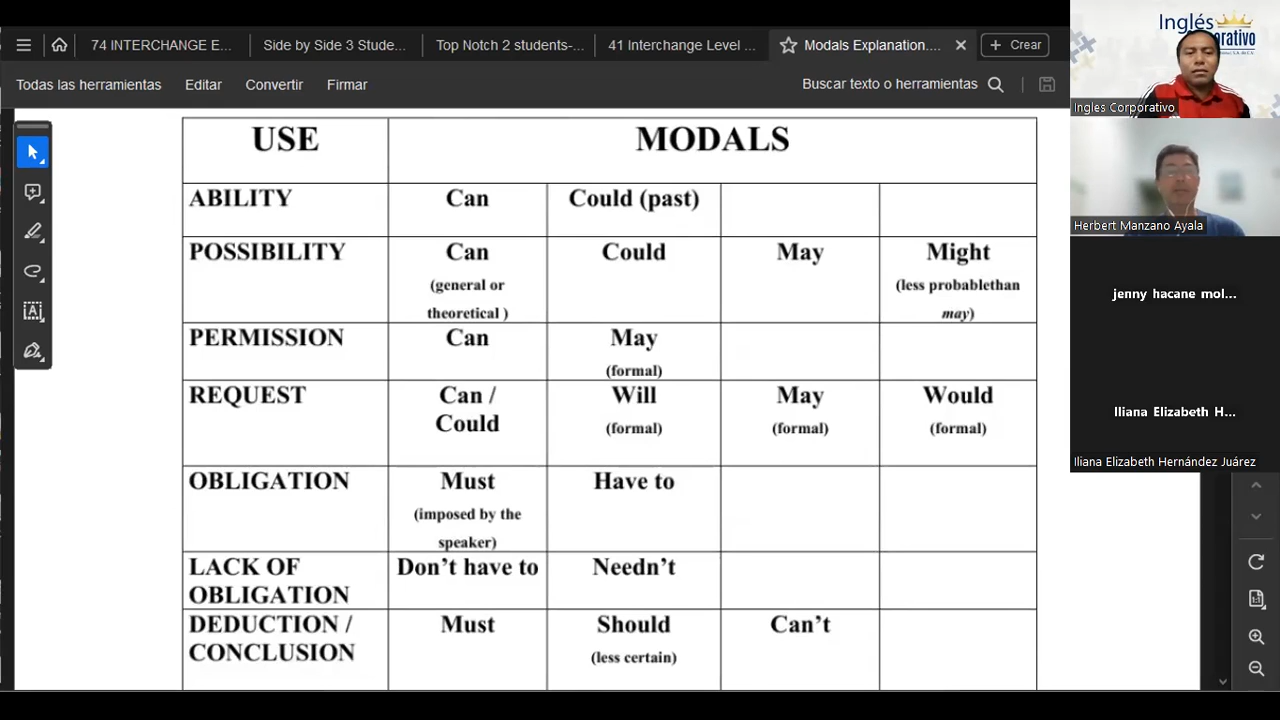 74 INTERCHANGE E...
Side by Side 3 Stude...
Top Notch 2 students-...
41 Interchange Level ...
Modals Explanation....
Crear
Todas las herramientas
Editar
Convertir
Firmar
Buscar texto o herramientas
USE
MODALS
ABILITY
Can
Could (past)
POSSIBILITY
Can
(general or
theoretical )
Could
May
Might
(less probablethan
may)
PERMISSION
Can
May
(formal)
REQUEST
Can /
Could
Will
(formal)
May
(formal)
Would
(formal)
OBLIGATION
Must
(imposed by the
speaker)
Have to
LACK OF
OBLIGATION
Don't have to
Needn't
DEDUCTION /
CONCLUSION
Must
Should
(less certain)
Can't
Inglés
Ingles Corporativo
Herbert Manzano Ayala
jenny hacane mol...
Iliana Elizabeth H...
Iliana Elizabeth Hernández Juárez
1:1